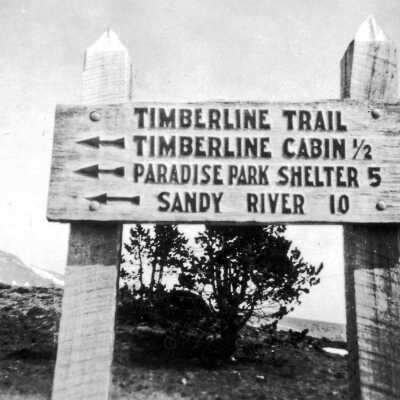 TIMBERLINE TRAIL
TIMBERLINE CABIN ½
PARADISE PARK SHELTER 5
SANDY RIVER 10